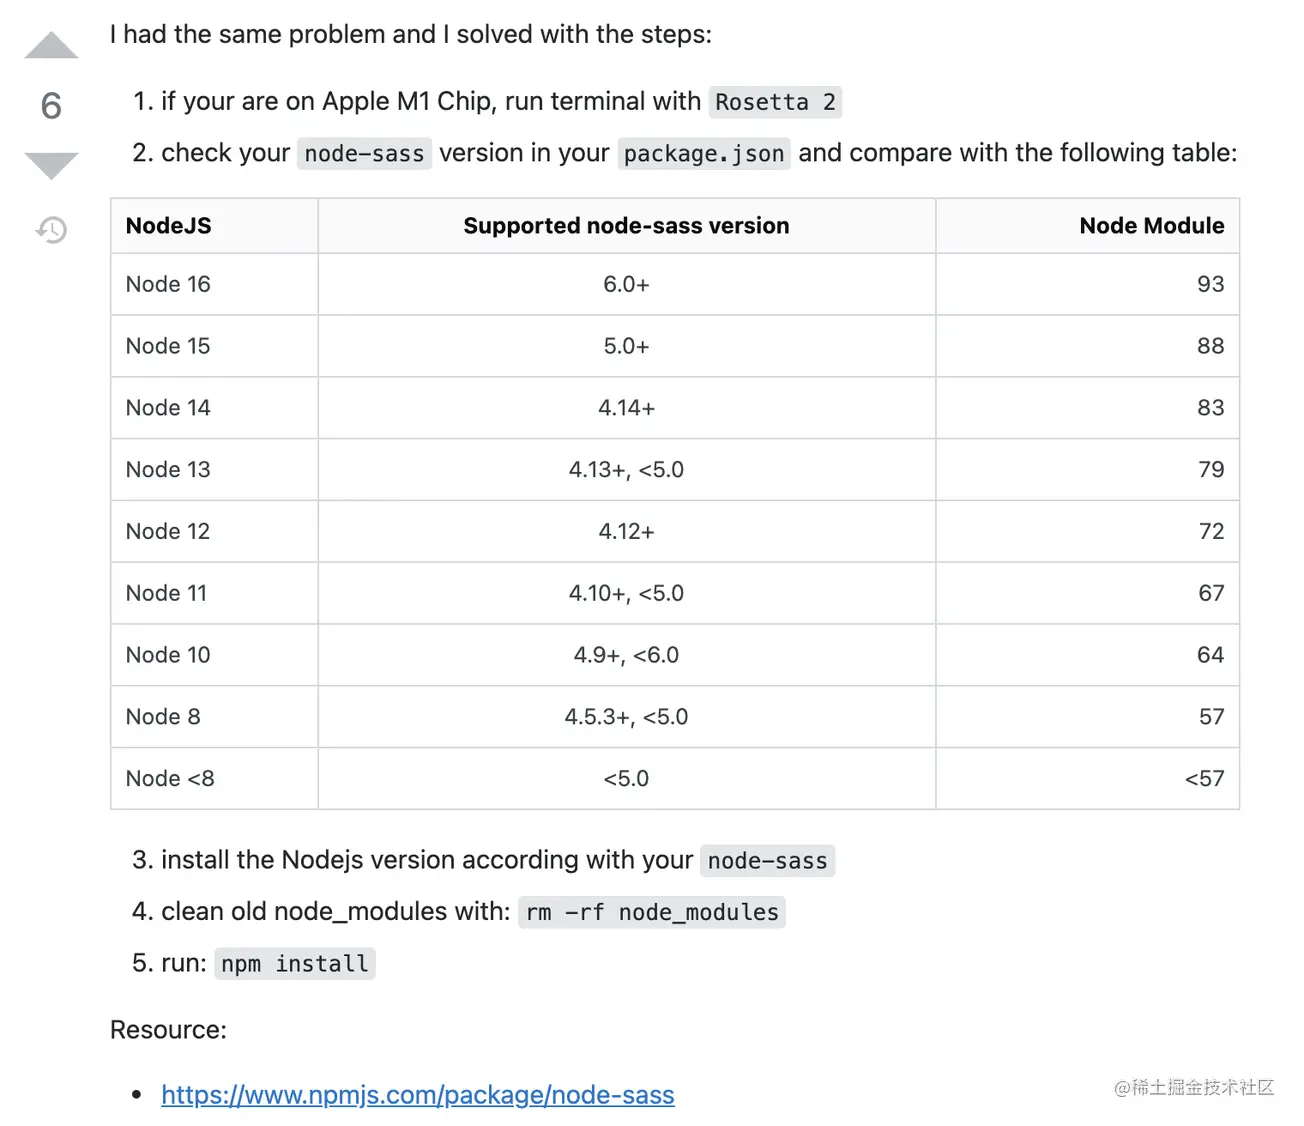 I had the same problem and I solved with the steps:
6
1. if your are on Apple M1 Chip, run terminal with Rosetta 2
2. check your node-sass version in your package.json and compare with the following table:
NodeJS Supported node-sass version Node Module
Node 16 6.0+ 93
Node 15 5.0+ 88
Node 14 4.14+ 83
Node 13 4.13+, <5.0 79
Node 12 4.12+ 72
Node 11 4.10+, <5.0 67
Node 10 4.9+, <6.0 64
Node 8 4.5.3+, <5.0 57
Node <8 <5.0 <57
3. install the Nodejs version according with your node-sass
4. clean old node_modules with: rm -rf node_modules
5. run: npm install
Resource:
• https://www.npmjs.com/package/node-sass
@稀土掘金技术社区